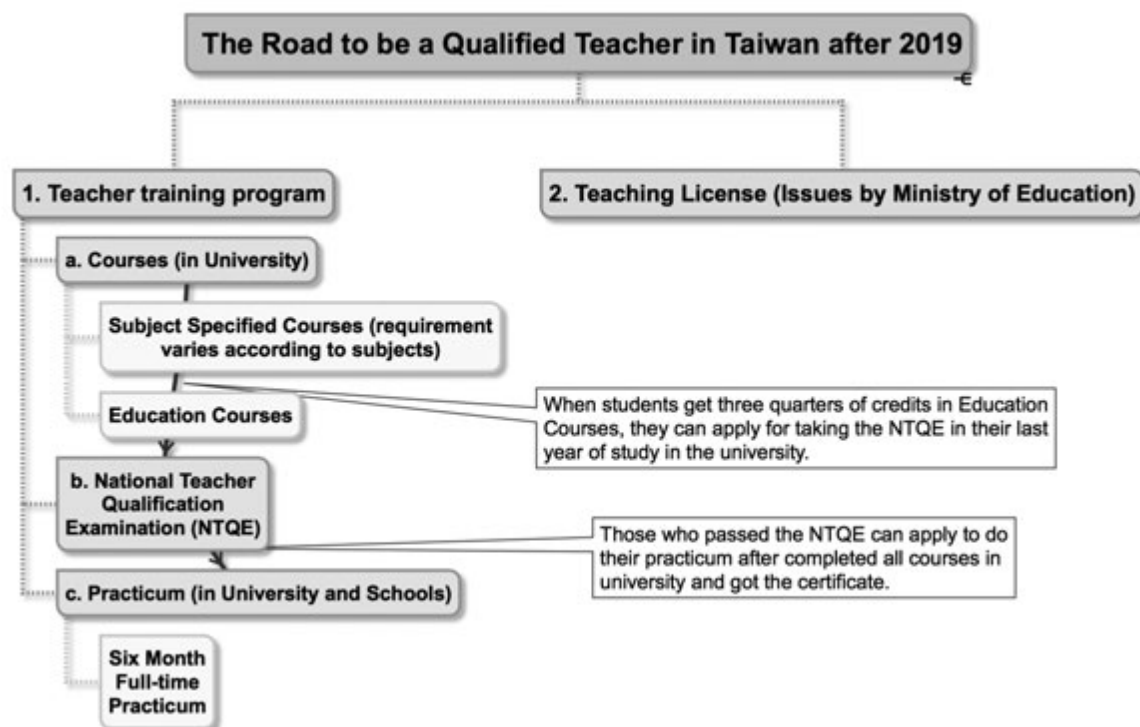 The Road to be a Qualified Teacher in Taiwan after 2019
1. Teacher training program
2. Teaching License (Issues by Ministry of Education)
a. Courses (in University)
Subject Specified Courses (requirement
varies according to subjects)
Education Courses
When students get three quarters of credits in Education
Courses, they can apply for taking the NTQE in their last
year of study in the university.
b. National Teacher
Qualification
Examination (NTQE)
Those who passed the NTQE can apply to do
their practicum after completed all courses in
university and got the certificate.
c. Practicum (in University and Schools)
Six Month
Full-time
Practicum